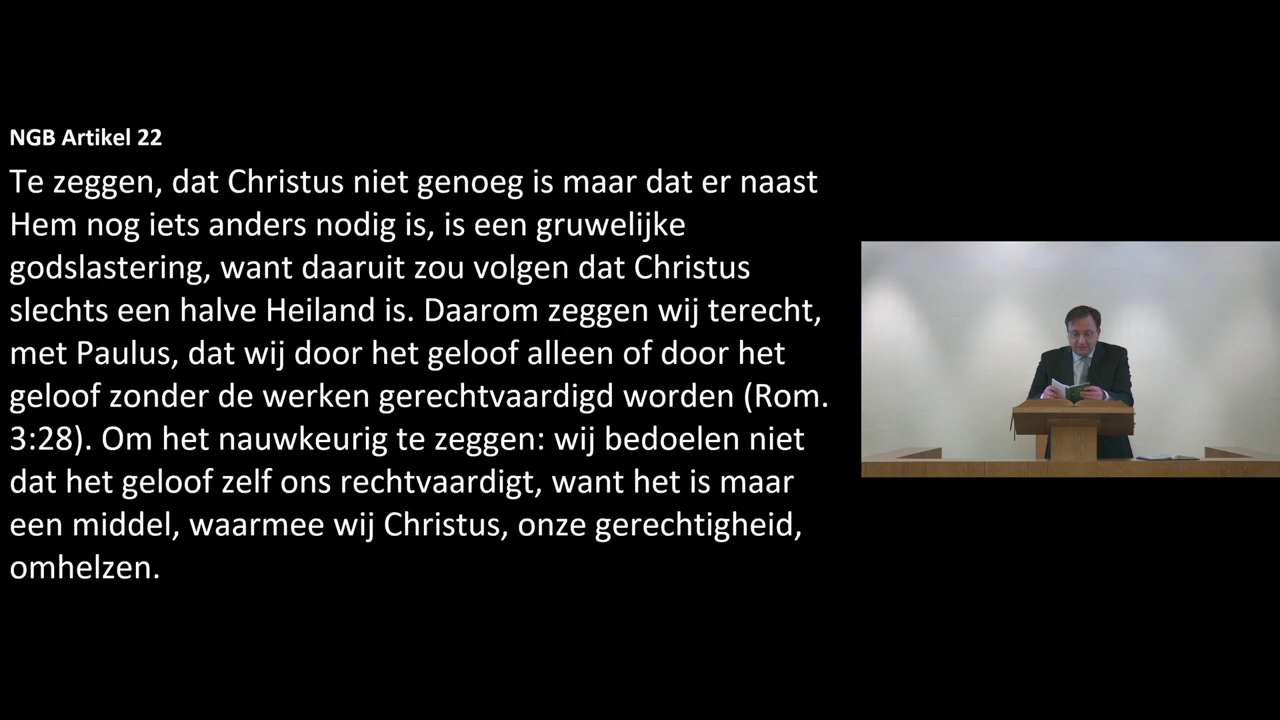 NGB Artikel 22
Te zeggen, dat Christus niet genoeg is maar dat er naast
Hem nog iets anders nodig is, is een gruwelijke
godslastering, want daaruit zou volgen dat Christus
slechts een halve Heiland is. Daarom zeggen wij terecht,
met Paulus, dat wij door het geloof alleen of door het
geloof zonder de werken gerechtvaardigd worden (Rom.
3:28). Om het nauwkeurig te zeggen: wij bedoelen niet
dat het geloof zelf ons rechtvaardigt, want het is maar
een middel, waarmee wij Christus, onze gerechtigheid,
omhelzen.